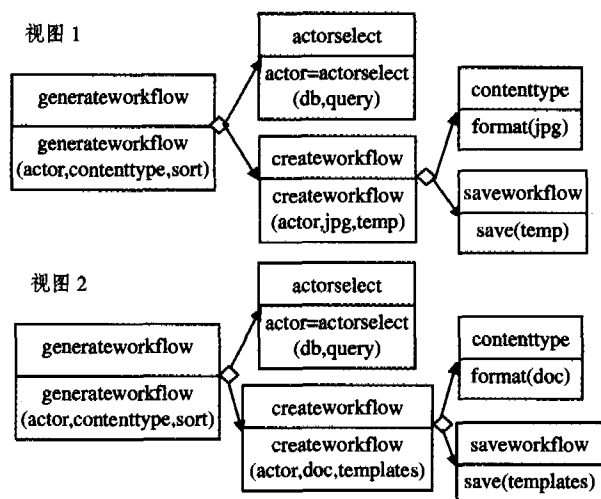 视图 1
actorselect
actor=actorselect
(db,query)
generateworkflow
generateworkflow
(actor,contenttype,sort)
createworkflow
createworkflow
(actor,jpg,temp)
contenttype
format(jpg)
saveworkflow
save(temp)
视图 2
actorselect
actor=actorselect
(db,query)
generateworkflow
generateworkflow
(actor,contenttype,sort)
createworkflow
createworkflow
(actor,doc,templates)
contenttype
format(doc)
saveworkflow
save(templates)